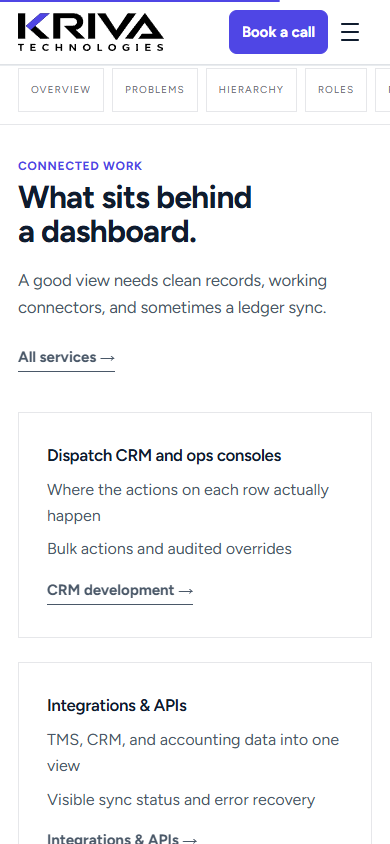 KRIVA
TECHNOLOGIES
Book a call
OVERVIEW
PROBLEMS
HIERARCHY
ROLES
CONNECTED WORK
What sits behind
a dashboard.
A good view needs clean records, working
connectors, and sometimes a ledger sync.
All services →
Dispatch CRM and ops consoles
Where the actions on each row actually
happen
Bulk actions and audited overrides
CRM development →
Integrations & APIs
TMS, CRM, and accounting data into one
view
Visible sync status and error recovery
Integrations & APIs →